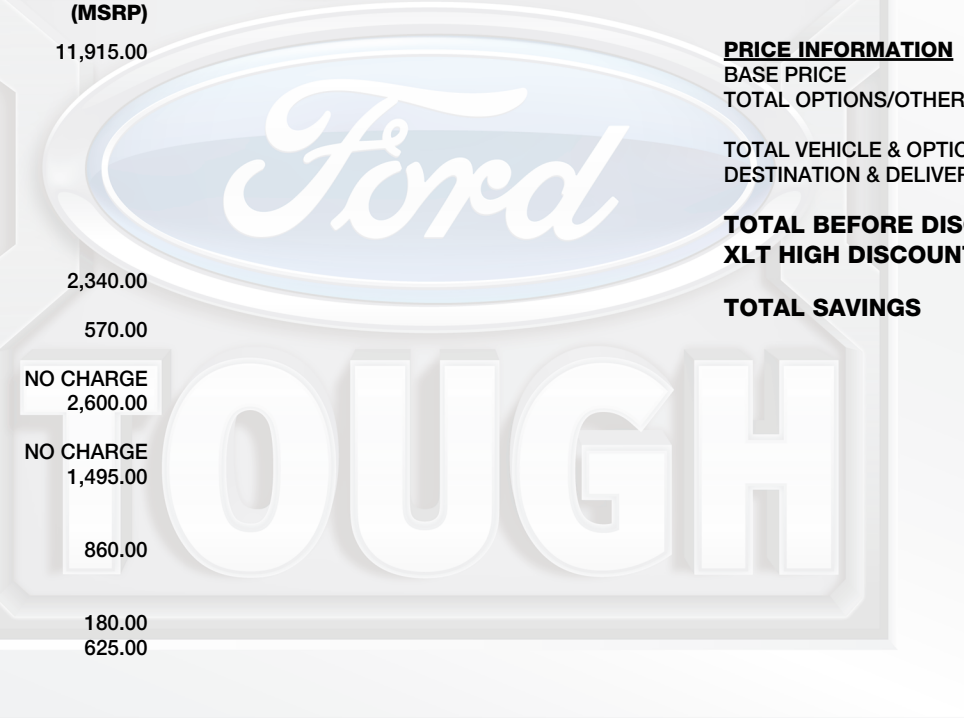 (MSRP)
11,915.00
2,340.00
570.00
NO CHARGE
2,600.00
NO CHARGE
1,495.00
860.00
180.00
625.00
Ford
TOUGH
PRICE INFORMATION
BASE PRICE
TOTAL OPTIONS/OTHER
TOTAL VEHICLE & OPTIO
DESTINATION & DELIVER
TOTAL BEFORE DIS
XLT HIGH DISCOUNT
TOTAL SAVINGS